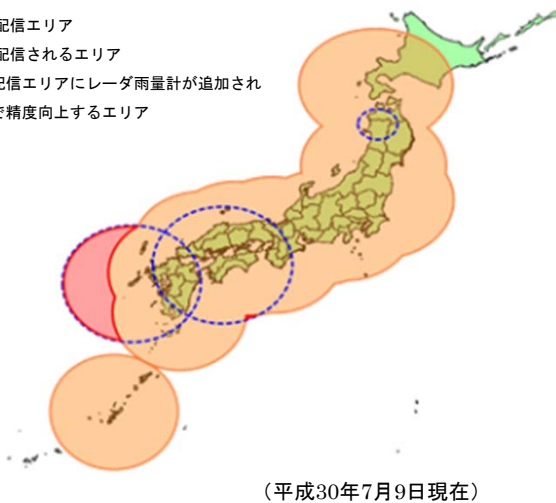 配信エリア
配信されるエリア
配信エリアにレーダ雨量計が追加され
で精度向上するエリア
（平成30年7月9日現在）